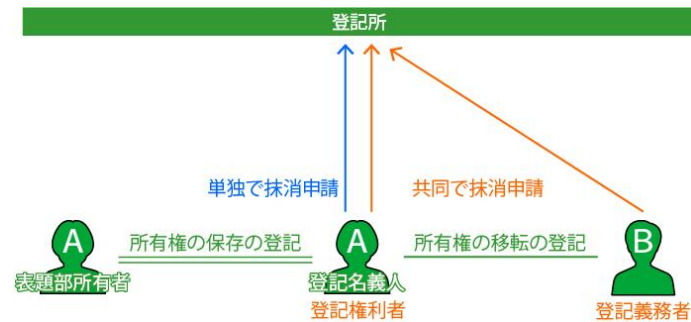 登記所
単独で抹消申請
共同で抹消申請
A
所有権の保存の登記
A
所有権の移転の登記
B
表題部所有者
登記名義人
登記権利者
登記義務者